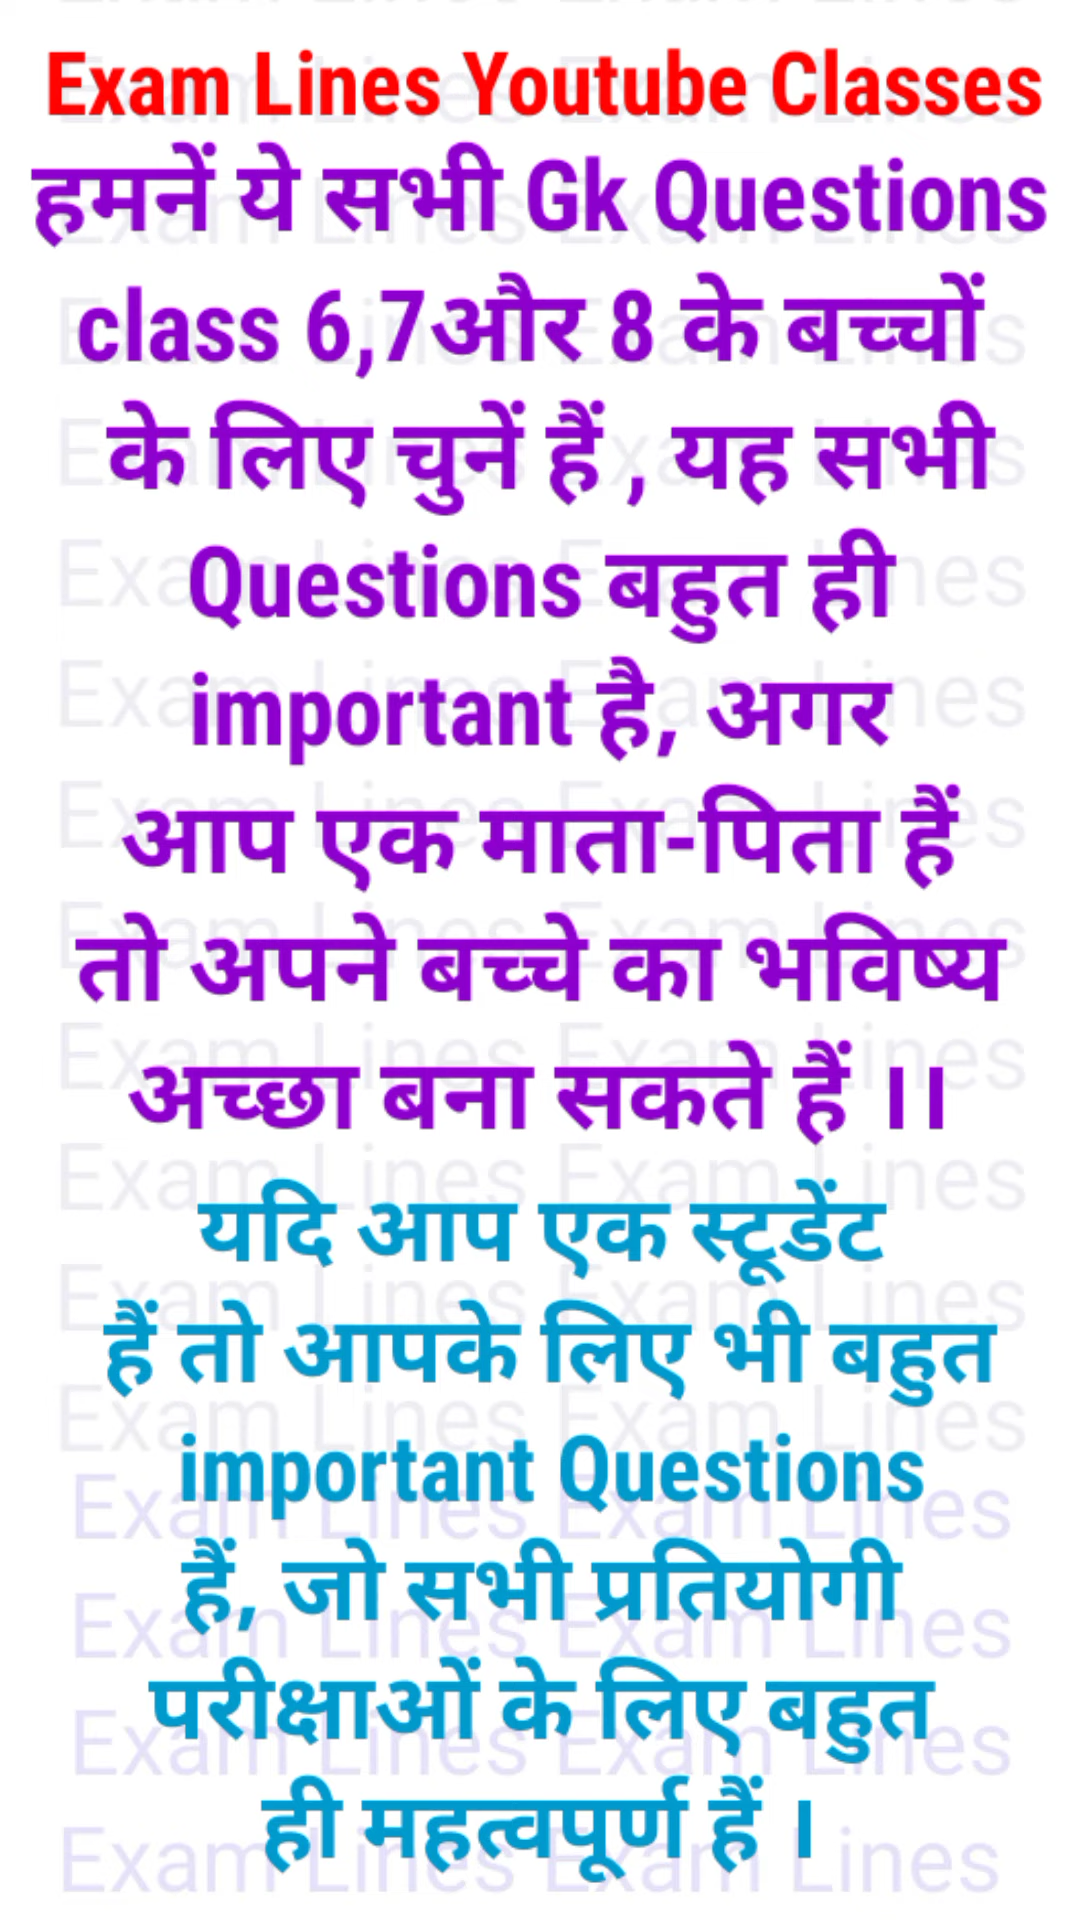 Exam Lines Youtube Classes
हमनें ये सभी Gk Questions
class 6,7और 8 के बच्चों
के लिए चुनें हैं , यह सभी
Questions बहुत ही
important है, अगर
आप एक माता-पिता हैं
तो अपने बच्चे का भविष्य
अच्छा बना सकते हैं ।।
यदि आप एक स्टूडेंट
हैं तो आपके लिए भी बहुत
important Questions
हैं, जो सभी प्रतियोगी
परीक्षाओं के लिए बहुत
ही महत्वपूर्ण हैं ।